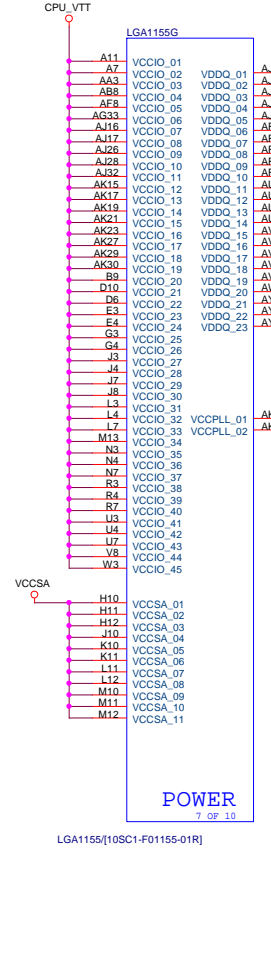 CPU_VTT
LGA1155G
A11 VCCIO_01
A7 VCCIO_02 VDDQ_01
AA3 VCCIO_03 VDDQ_02
AB8 VCCIO_04 VDDQ_03
AF8 VCCIO_05 VDDQ_04
AG33 VCCIO_06 VDDQ_05
AJ16 VCCIO_07 VDDQ_06
AJ17 VCCIO_08 VDDQ_07
AJ26 VCCIO_09 VDDQ_08
AJ28 VCCIO_10 VDDQ_09
AJ32 VCCIO_11 VDDQ_10
AK15 VCCIO_12 VDDQ_11
AK17 VCCIO_13 VDDQ_12
AK19 VCCIO_14 VDDQ_13
AK21 VCCIO_15 VDDQ_14
AK23 VCCIO_16 VDDQ_15
AK27 VCCIO_17 VDDQ_16
AK29 VCCIO_18 VDDQ_17
AK30 VCCIO_19 VDDQ_18
B9 VCCIO_20 VDDQ_19
D10 VCCIO_21 VDDQ_20
D6 VCCIO_22 VDDQ_21
E3 VCCIO_23 VDDQ_22
E4 VCCIO_24 VDDQ_23
G3 VCCIO_25
G4 VCCIO_26
J3 VCCIO_27
J4 VCCIO_28
J7 VCCIO_29
J8 VCCIO_30
L3 VCCIO_31
L4 VCCIO_32 VCCPLL_01
L7 VCCIO_33 VCCPLL_02
M13 VCCIO_34
N3 VCCIO_35
N4 VCCIO_36
N7 VCCIO_37
R3 VCCIO_38
R4 VCCIO_39
R7 VCCIO_40
U3 VCCIO_41
U4 VCCIO_42
U7 VCCIO_43
V8 VCCIO_44
W3 VCCIO_45
VCCSA
H10 VCCSA_01
H11 VCCSA_02
H12 VCCSA_03
J10 VCCSA_04
K10 VCCSA_05
K11 VCCSA_06
L11 VCCSA_07
L12 VCCSA_08
M10 VCCSA_09
M11 VCCSA_10
M12 VCCSA_11
POWER
7 OF 10
LGA1155/[10SC1-F01155-01R]